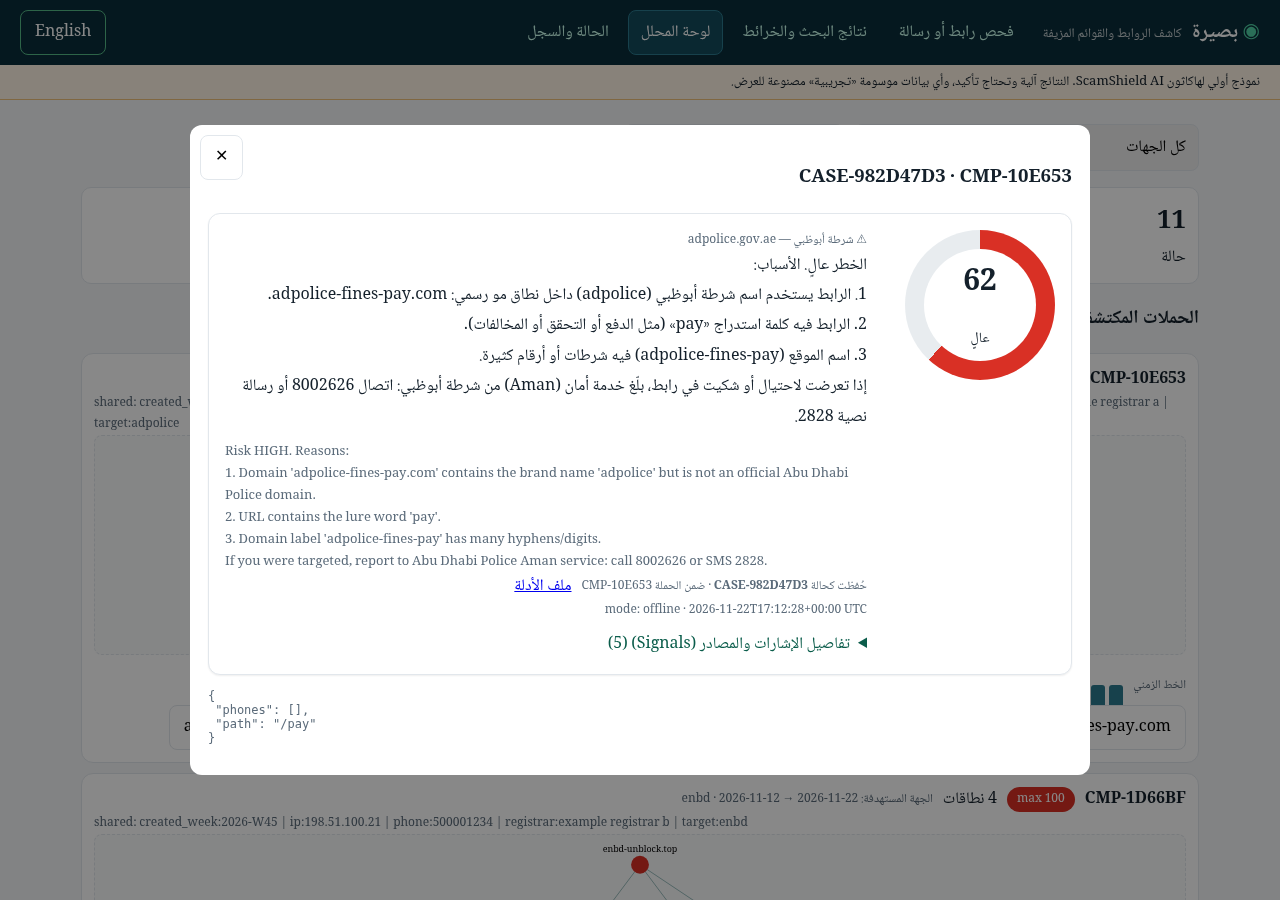 بصيرة
كاشف الروابط والقوائم المزيفة
فحص رابط أو رسالة
نتائج البحث والخرائط
لوحة المحلل
الحالة والسجل
English
نموذج أولي لهاكاثون ScamShield AI. النتائج آلية وتحتاج تأكيد، وأي بيانات موسومة «تجريبية» مصنوعة للعرض.
كل الجهات
11
حالة
الحملات المكتشفة
CMP-10E653
shared: created_w
e registrar a |
target:adpolice
الخط الزمني
es-pay.com
✕
CASE-982D47D3 · CMP-10E653
62
عالٍ
⚠ شرطة أبوظبي — adpolice.gov.ae
الخطر عالٍ. الأسباب:
1. الرابط يستخدم اسم شرطة أبوظبي (adpolice) داخل نطاق مو رسمي: adpolice-fines-pay.com.
2. الرابط فيه كلمة استدراج «pay» (مثل الدفع أو التحقق أو المخالفات).
3. اسم الموقع (adpolice-fines-pay) فيه شرطات أو أرقام كثيرة.
إذا تعرضت لاحتيال أو شكيت في رابط، بلّغ خدمة أمان (Aman) من شرطة أبوظبي: اتصال 8002626 أو رسالة
نصية 2828.
Risk HIGH. Reasons:
1. Domain 'adpolice-fines-pay.com' contains the brand name 'adpolice' but is not an official Abu Dhabi
Police domain.
2. URL contains the lure word 'pay'.
3. Domain label 'adpolice-fines-pay' has many hyphens/digits.
If you were targeted, report to Abu Dhabi Police Aman service: call 8002626 or SMS 2828.
حُفظت كحالة CASE-982D47D3 · ضمن الحملة CMP-10E653 ملف الأدلة
mode: offline · 2026-11-22T17:12:28+00:00 UTC
تفاصيل الإشارات والمصادر (Signals) (5)
{
"phones": [],
"path": "/pay"
}
CMP-1D66BF
max 100
4 نطاقات
الجهة المستهدفة: enbd · 2026-11-12 → 2026-11-22
shared: created_week:2026-W45 | ip:198.51.100.21 | phone:500001234 | registrar:example registrar b | target:enbd
enbd-unblock.top